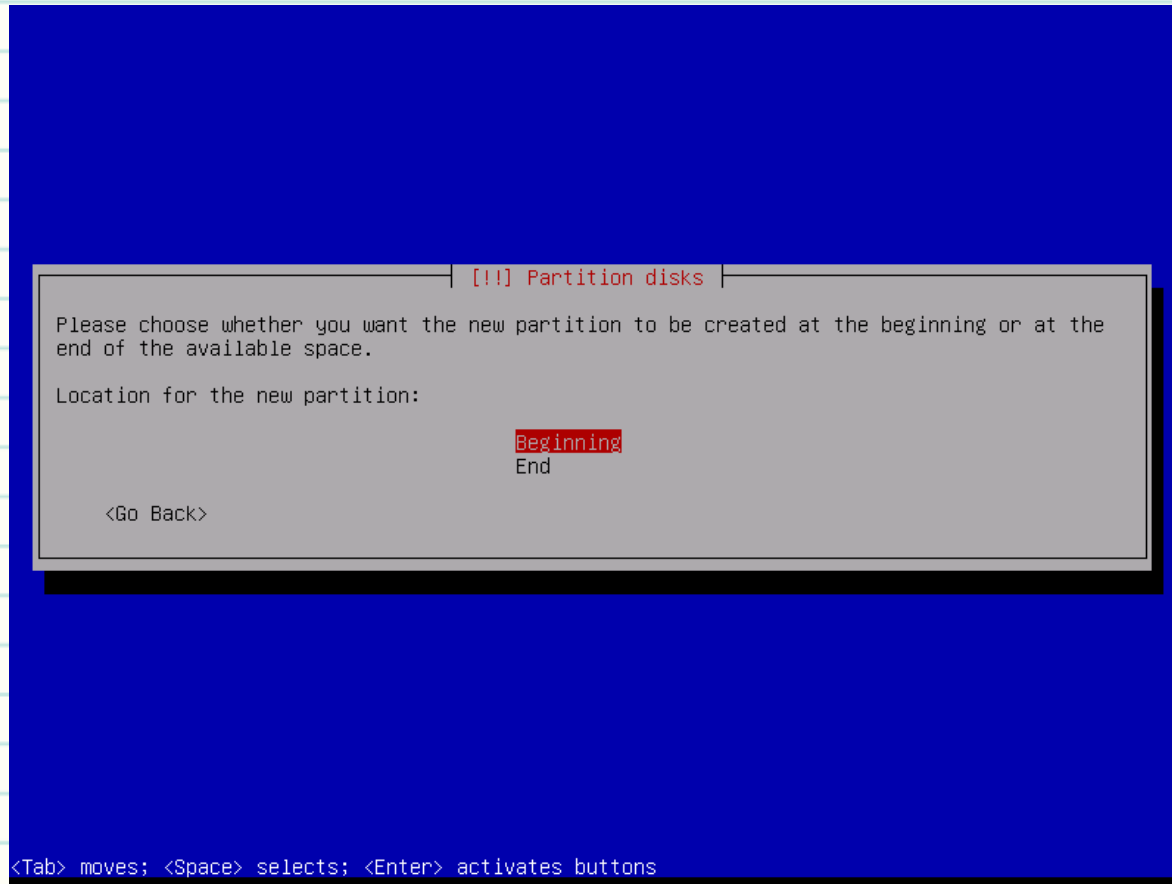 [!!] Partition disks
Please choose whether you want the new partition to be created at the beginning or at the
end of the available space.
Location for the new partition:
Beginning
End
<Go Back>
<Tab> moves; <Space> selects; <Enter> activates buttons